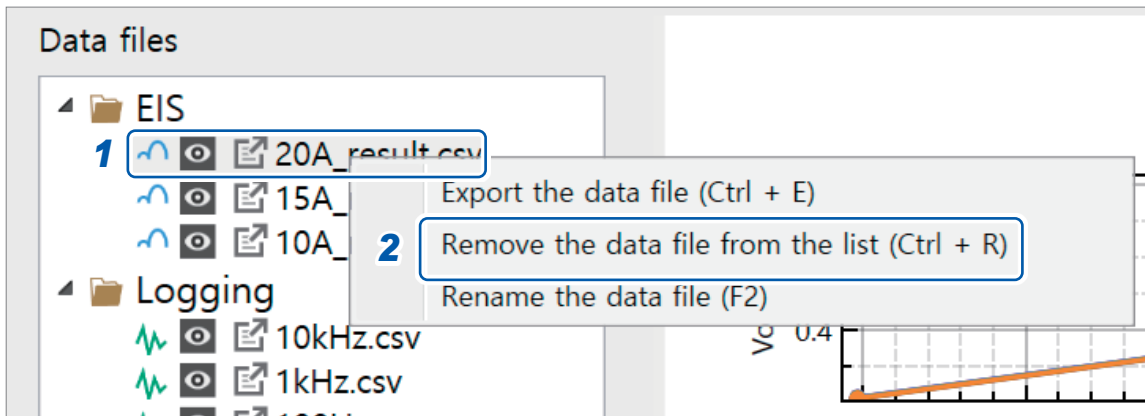 Data files
EIS
1 20A_result.csv
15A_
10A_
Export the data file (Ctrl + E)
2 Remove the data file from the list (Ctrl + R)
Rename the data file (F2)
Logging
10kHz.csv
1kHz.csv
0.4